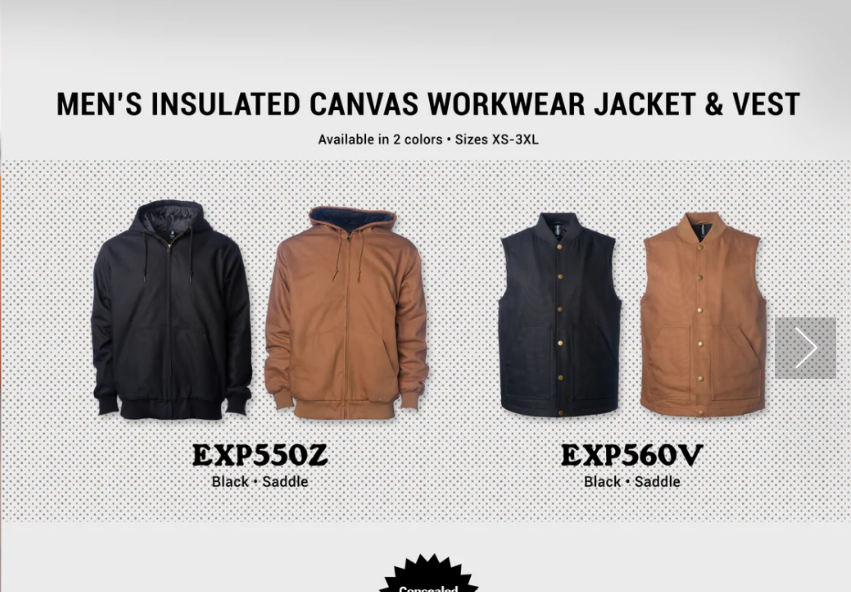 MEN'S INSULATED CANVAS WORKWEAR JACKET & VEST
Available in 2 colors • Sizes XS-3XL
EXP550Z
EXP560V
Black • Saddle
Black • Saddle
Concealed